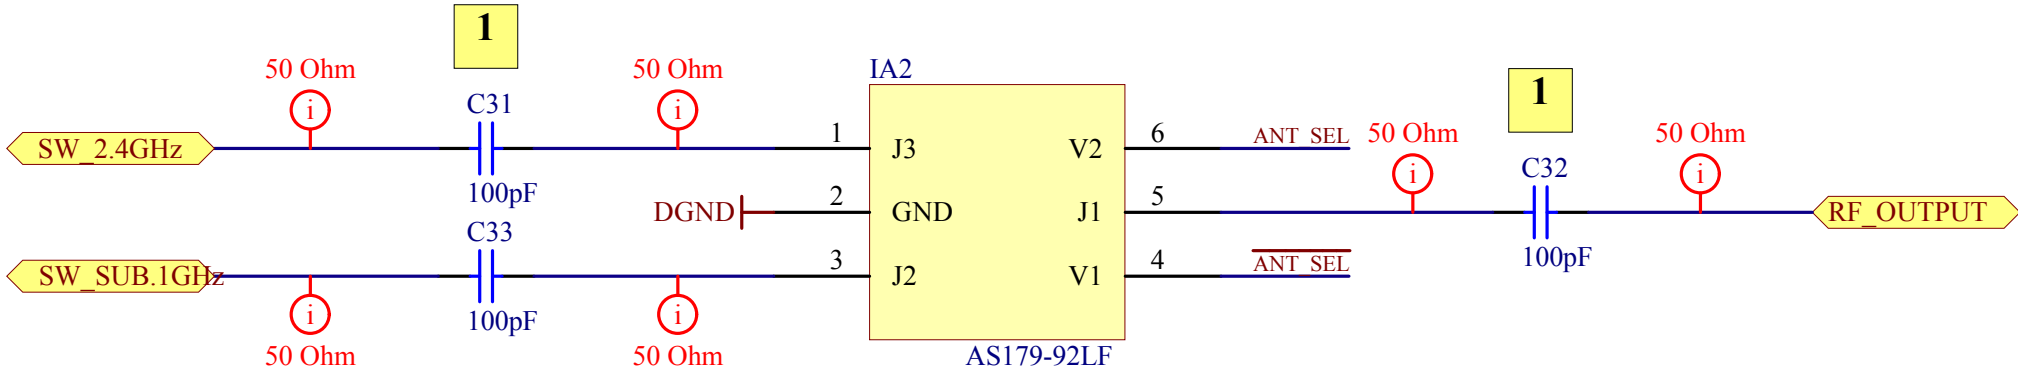 1
50 Ohm
50 Ohm
IA2
1
C31
i
i
50 Ohm
50 Ohm
SW_2.4GHz
1
J3
V2
6
ANT_SEL
i
C32
i
100pF
DGND
2
GND
J1
5
RF_OUTPUT
C33
100pF
SW_SUB.1GHz
3
J2
V1
4
ANT_SEL
i
100pF
i
50 Ohm
50 Ohm
AS179-92LF